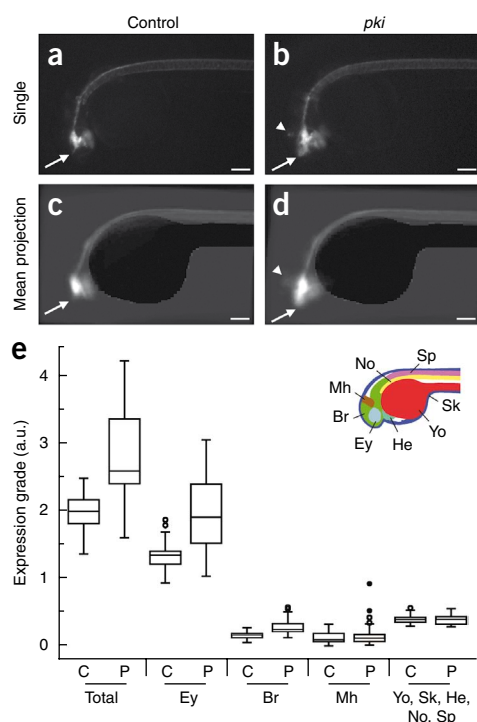 Control
pki
Single
a
b
Mean projection
c
d
e
Expression grade (a.u.)
4
3
2
1
0
No
Sp
Mh
Br
Ey
He
Sk
Yo
C P C P C P C P C P
Total Ey Br Mh Yo, Sk, He,
No, Sp